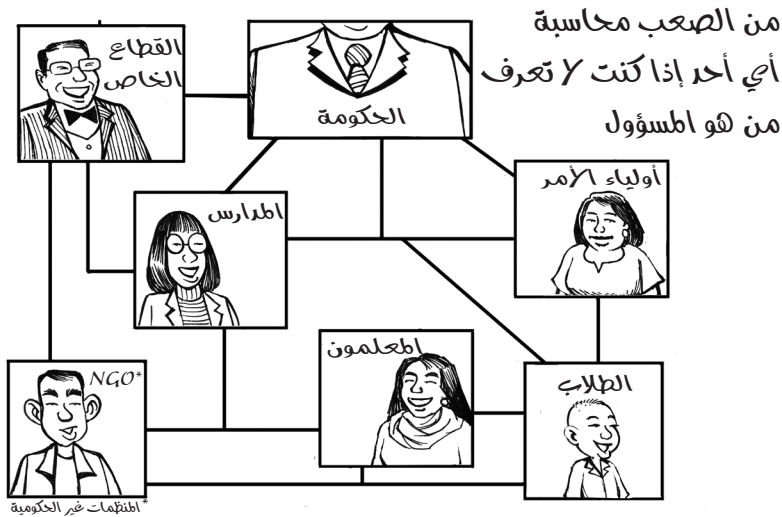 من الصعب محاسبة
أي أحد إذا كنت لا تعرف
من هو المسؤول
القطاع
الخاص
الحكومة
أولياء الأمر
المدارس
المعلمون
NGO*
الطلاب
*المنظمات غير الحكومية